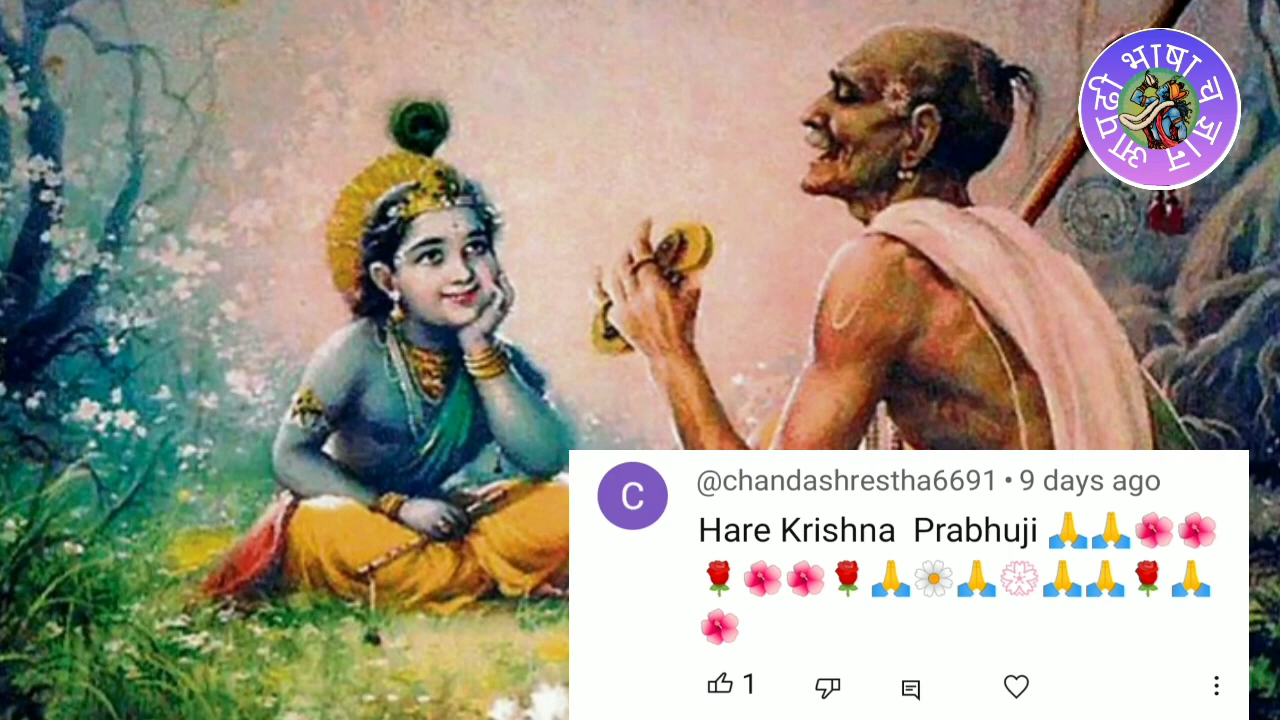 भाषा ज्ञान
C
@chandashrestha6691 • 9 days ago
Hare Krishna Prabhuji 🙏🙏🌺🌺
🌹🌺🌺🌹🙏🌼🙏💮🙏🙏🌹🙏
🌺
1